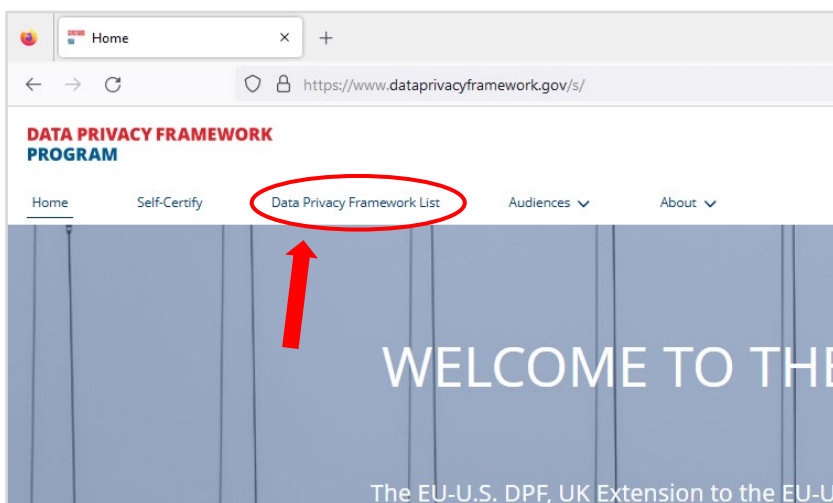 Home
https://www.dataprivacyframework.gov/s/
DATA PRIVACY FRAMEWORK
PROGRAM
Home Self-Certify Data Privacy Framework List Audiences About
WELCOME TO THE
The EU-U.S. DPF, UK Extension to the EU-U